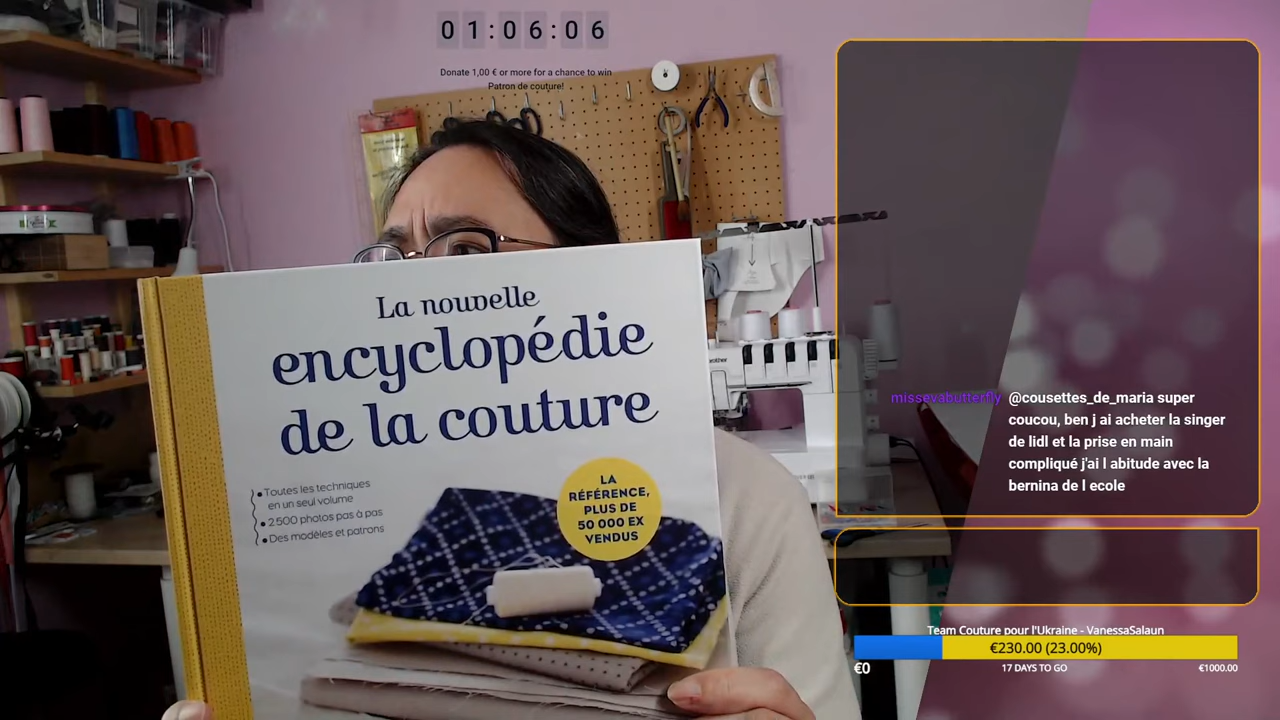 01:06:06
Donate 1,00 € or more for a chance to win
Patron de couture!
La nouvelle
encyclopédie
de la couture
Toutes les techniques
en un seul volume
2500 photos pas à pas
Des modèles et patrons
LA
RÉFÉRENCE,
PLUS DE
50 000 EX
VENDUS
brother
missevabutterfly @cousettes_de_maria super
coucou, ben j ai acheter la singer
de lidl et la prise en main
compliqué j'ai l abitude avec la
bernina de l ecole
Team Couture pour l'Ukraine - VanessaSalaun
€230.00 (23.00%)
€0 17 DAYS TO GO €1000.00